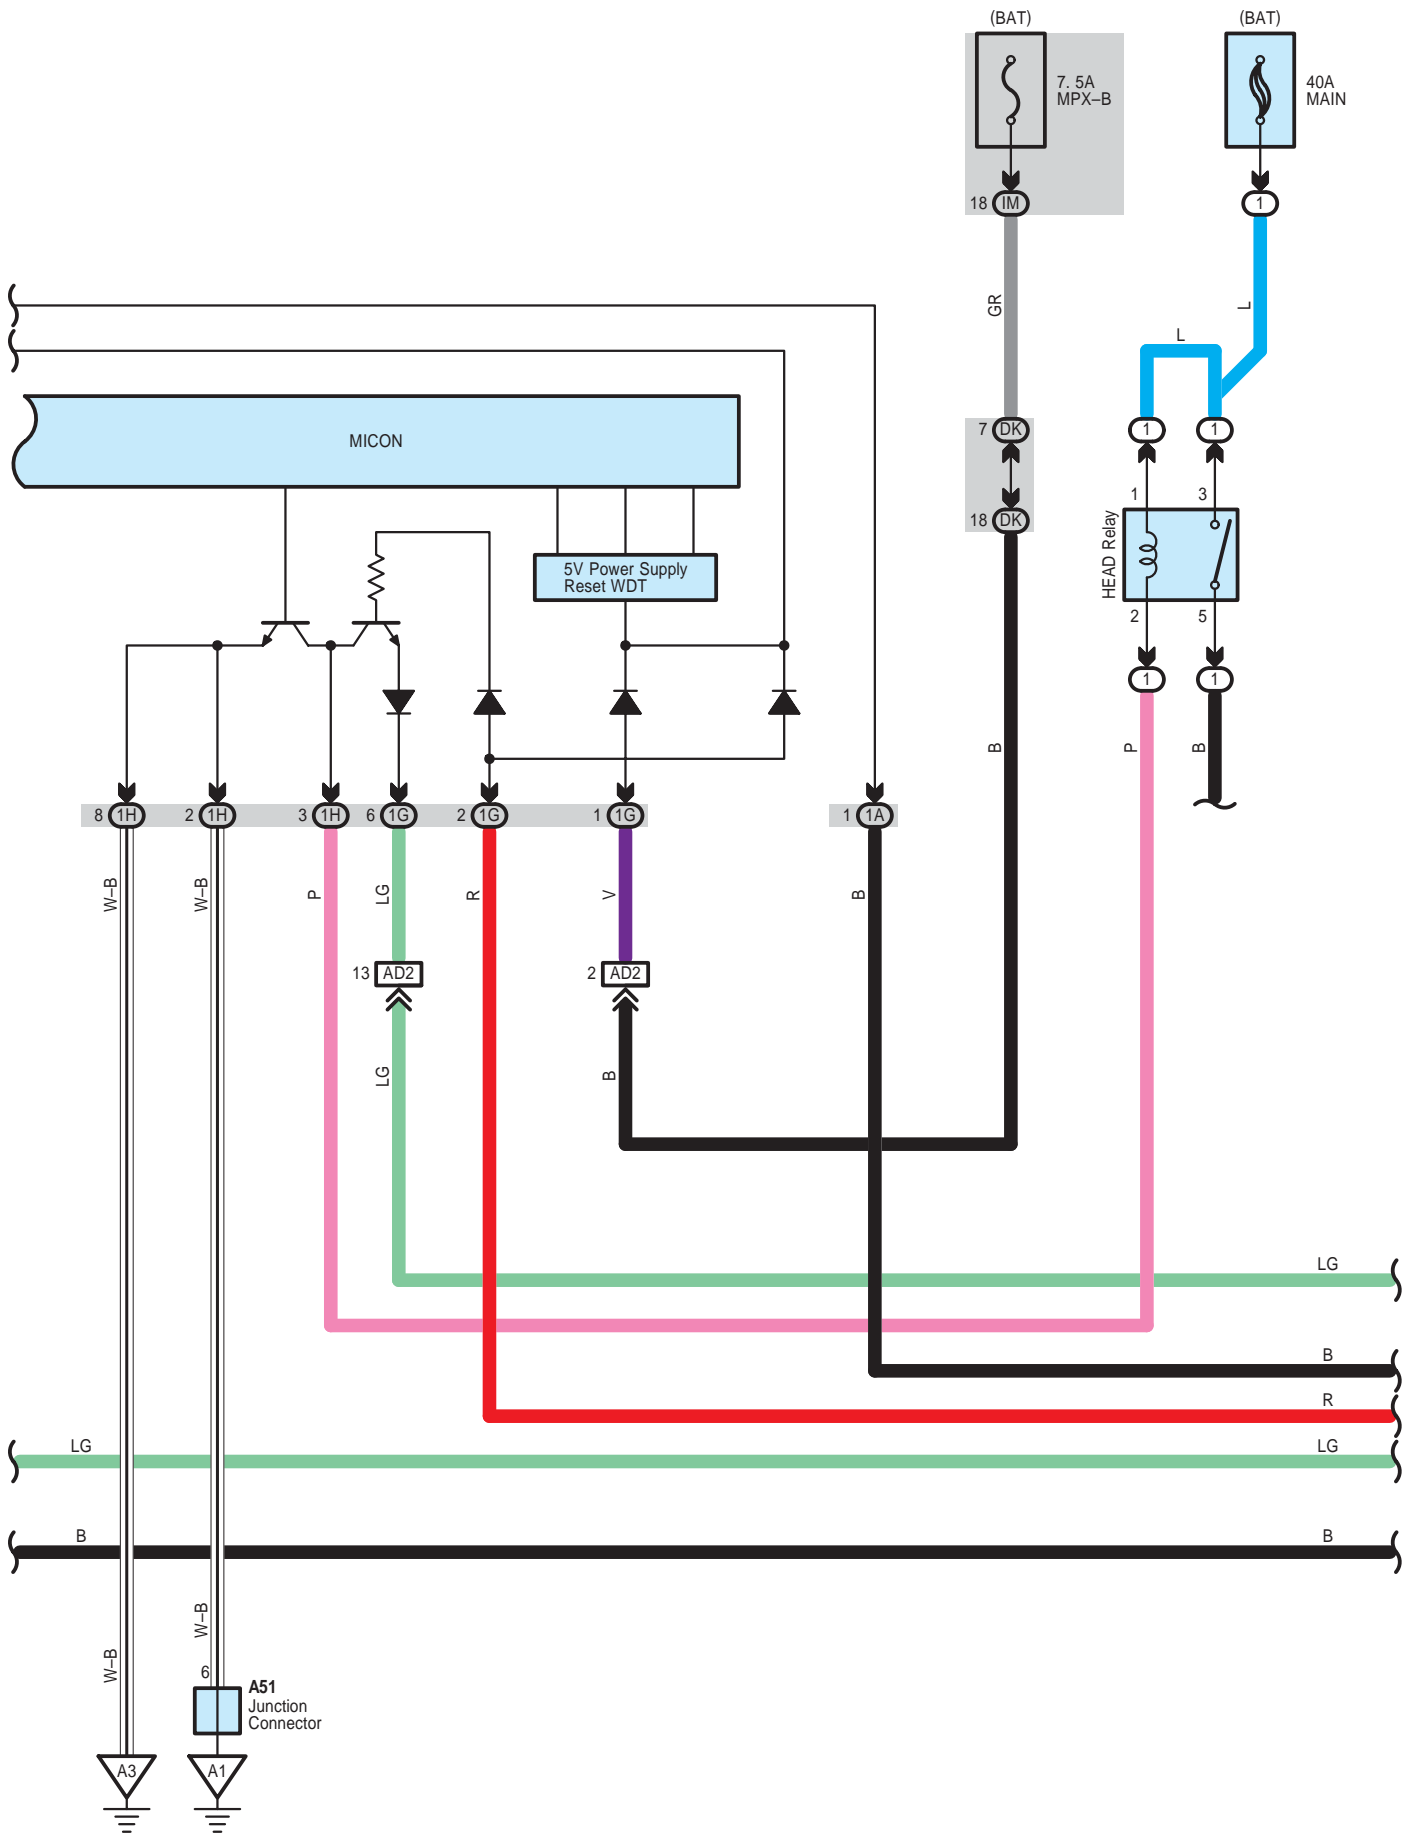 (BAT)
(BAT)
7. 5A
MPX–B
40A
MAIN
18 IM
1
GR
L
L
7 DK
1
1
MICON
1
3
18 DK
HEAD Relay
5V Power Supply
Reset WDT
2
5
1
1
B
P
B
8 1H
2 1H
3 1H
6 1G
2 1G
1 1G
1 1A
W–B
W–B
P
LG
R
V
B
13 AD2
2 AD2
LG
B
LG
B
R
LG
LG
B
B
W–B
W–B
6
A51
Junction
Connector
A3
A1